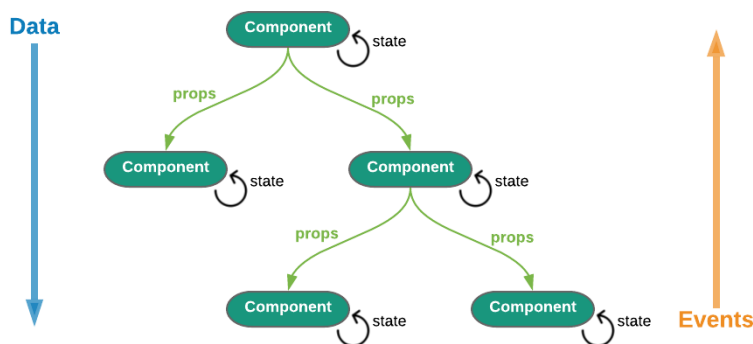 Data
Component
state
props
props
Component
state
Component
state
props
props
Component
state
Component
state
Events